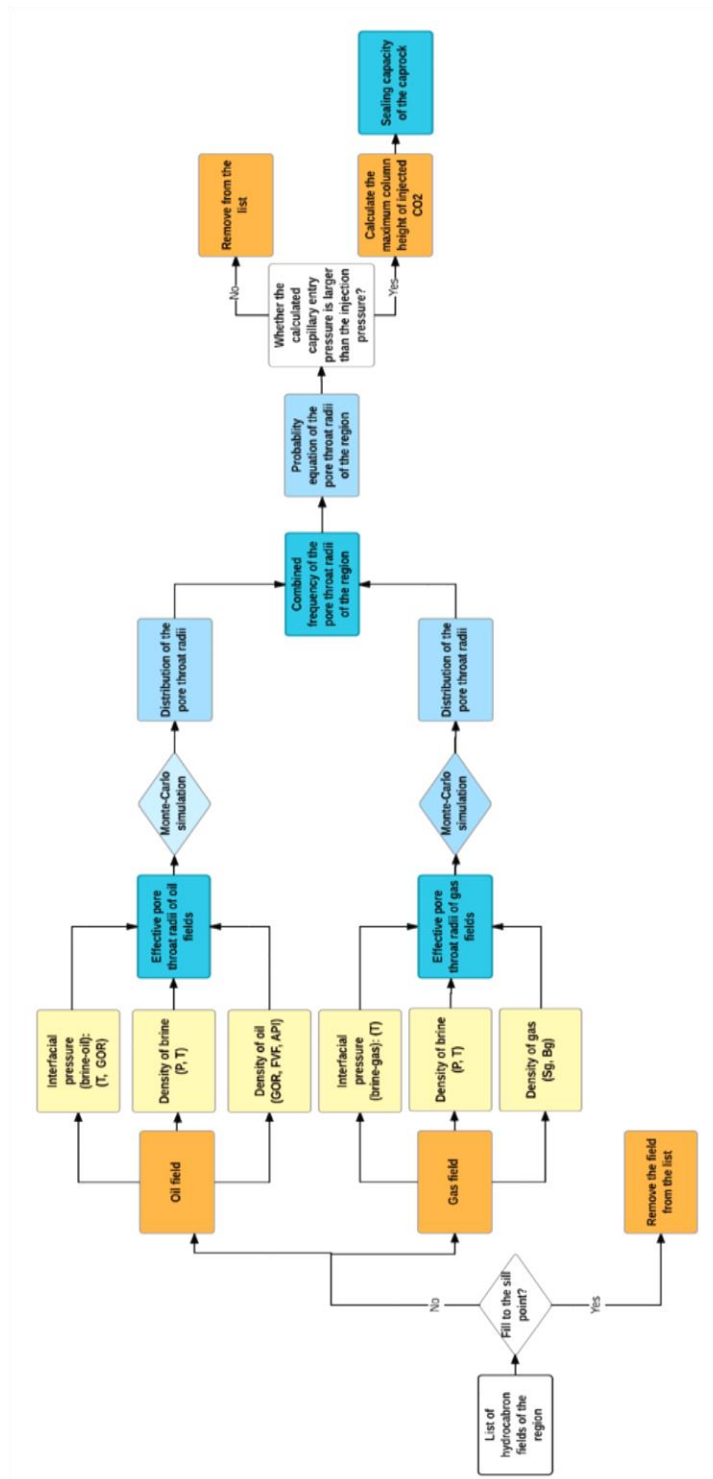 List of
hydrocabron
fields of the
region
Fill to the sill
point?
No
Yes
Remove the field
from the list
Oil field
Interfacial
pressure
(brine-oil):
(T, GOR)
Density of brine
(P, T)
Density of oil
(GOR, FVF, API)
Effective pore
throat radii of oil
fields
Monte-Carlo
simulation
Distribution of the
pore throat radii
Gas field
Interfacial
pressure
(brine-gas): (T)
Density of brine
(P, T)
Density of gas
(Sg, Bg)
Effective pore
throat radii of gas
fields
Monte-Carlo
simulation
Distribution of the
pore throat radii
Combined
frequency of the
pore throat radii
of the region
Probablity
equation of the
pore throat radii
of the region
Whether the
calculated
capillary entry
pressure is larger
than the injection
pressure?
No
Remove from the
list
Yes
Calculate the
maximum column
height of injected
CO2
Sealing capacity
of the caprock